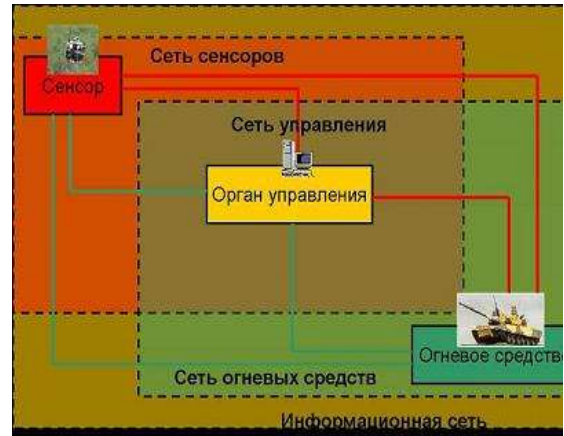 Сеть сенсоров
Сенсор
Сеть управления
Орган управления
Огневое средство
Сеть огневых средств
Информационная сеть